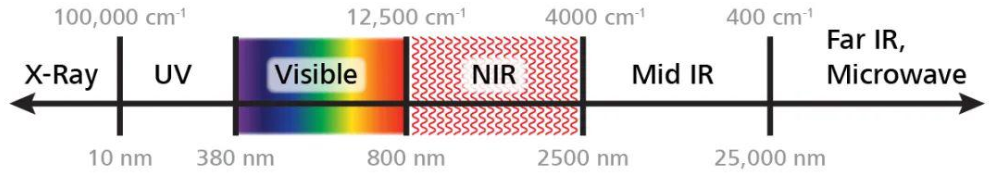 100,000 cm⁻¹ 12,500 cm⁻¹ 4000 cm⁻¹ 400 cm⁻¹
X-Ray UV Visible NIR Mid IR Far IR,
Microwave
10 nm 380 nm 800 nm 2500 nm 25,000 nm